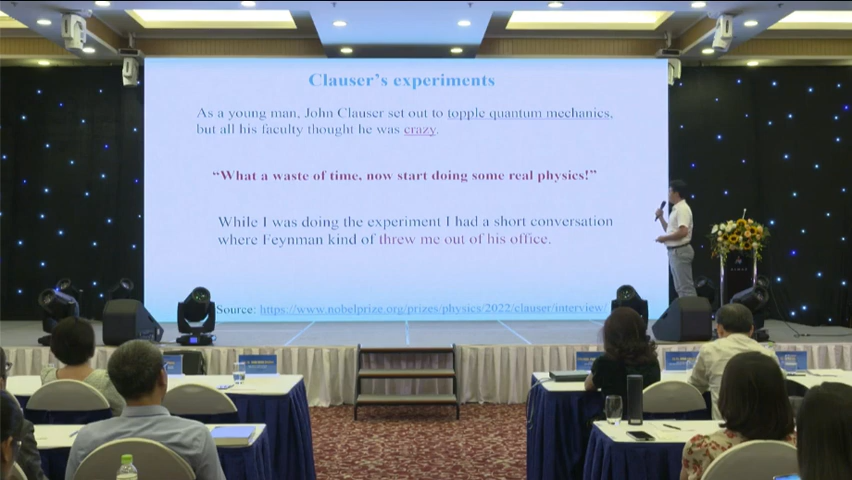 Clauser's experiments
As a young man, John Clauser set out to topple quantum mechanics,
but all his faculty thought he was crazy.
“What a waste of time, now start doing some real physics!”
While I was doing the experiment I had a short conversation
where Feynman kind of threw me out of his office.
Source: https://www.nobelprize.org/prizes/physics/2022/clauser/interview/